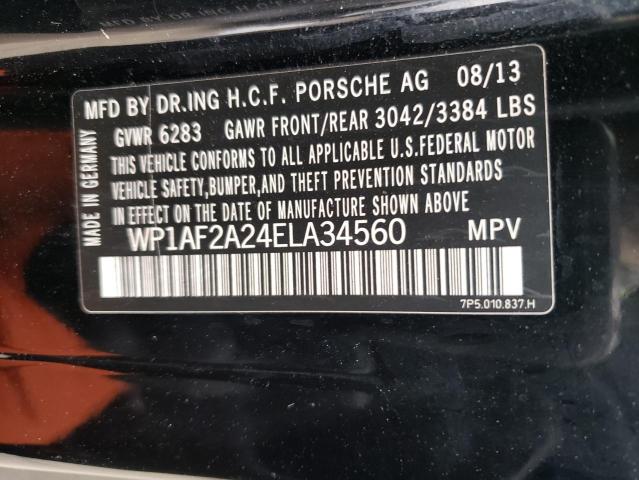 MFD BY DR.ING H.C.F. PORSCHE AG 08/13
GVWR 6283 GAWR FRONT/REAR 3042/3384 LBS
THIS VEHICLE CONFORMS TO ALL APPLICABLE U.S.FEDERAL MOTOR
VEHICLE SAFETY,BUMPER,AND THEFT PREVENTION STANDARDS
IN EFFECT ON THE DATE OF MANUFACTURE SHOWN ABOVE
WP1AF2A24ELA34560 MPV
7P5.010.837.H
MADE IN GERMANY